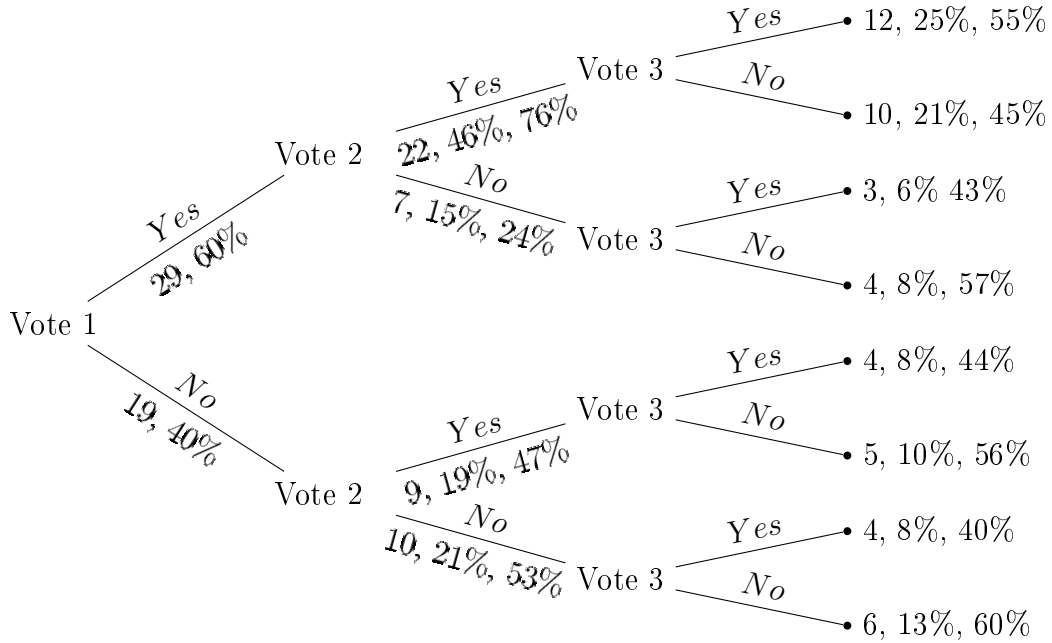 Yes
12, 25%, 55%
Vote 3
Yes
No
22, 46%, 76%
10, 21%, 45%
Vote 2
No
Yes
3, 6% 43%
7, 15%, 24%
Vote 3
Yes
No
29, 60%
4, 8%, 57%
Vote 1
Yes
4, 8%, 44%
No
Vote 3
19, 40%
Yes
No
9, 19%, 47%
5, 10%, 56%
Vote 2
No
Yes
4, 8%, 40%
10, 21%, 53%
Vote 3
No
6, 13%, 60%